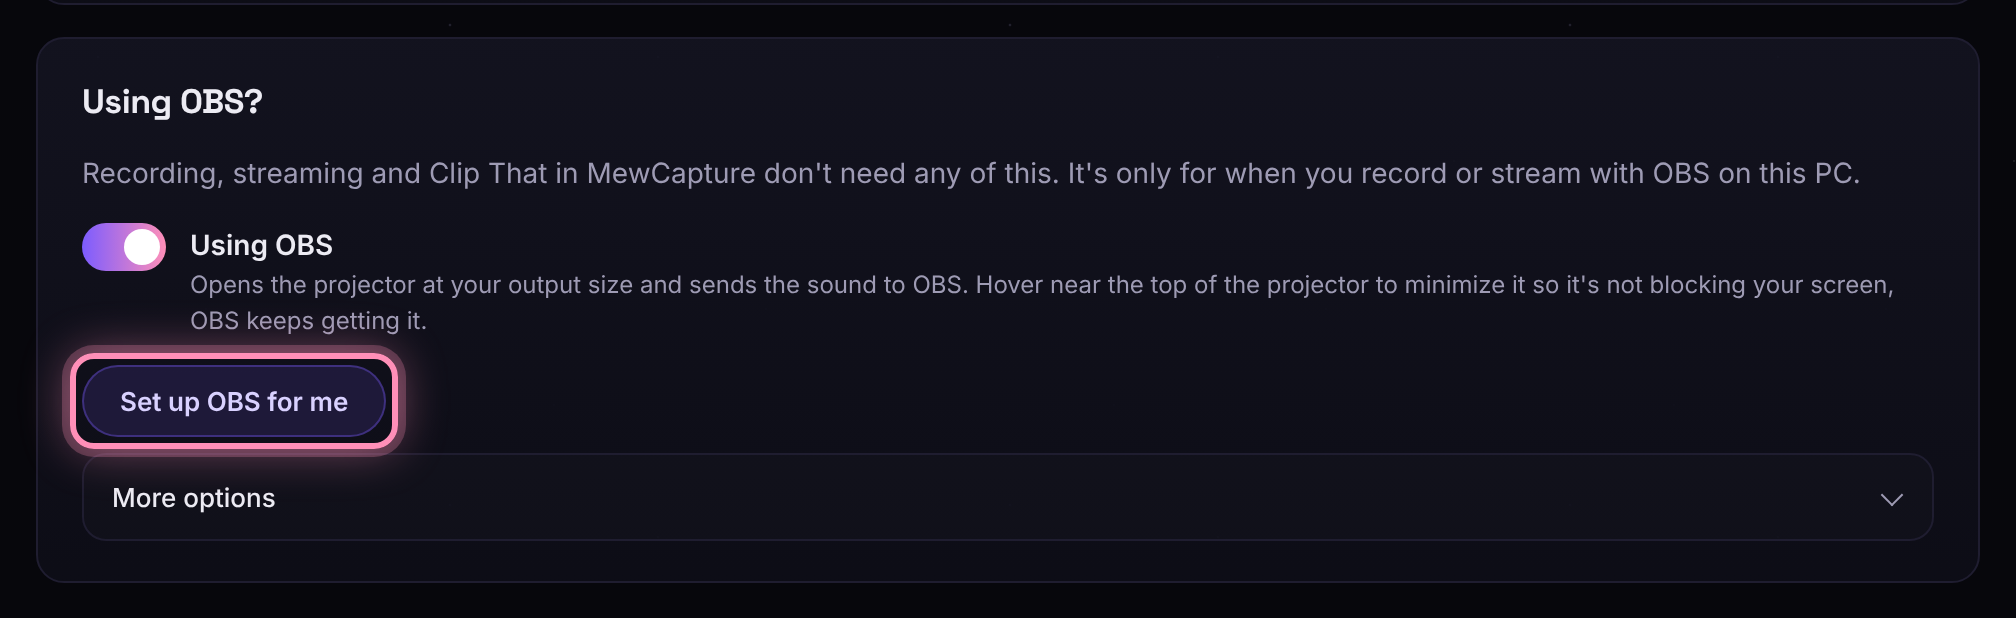 Using OBS?
Recording, streaming and Clip That in MewCapture don't need any of this. It's only for when you record or stream with OBS on this PC.
Using OBS
Opens the projector at your output size and sends the sound to OBS. Hover near the top of the projector to minimize it so it's not blocking your screen,
OBS keeps getting it.
Set up OBS for me
More options